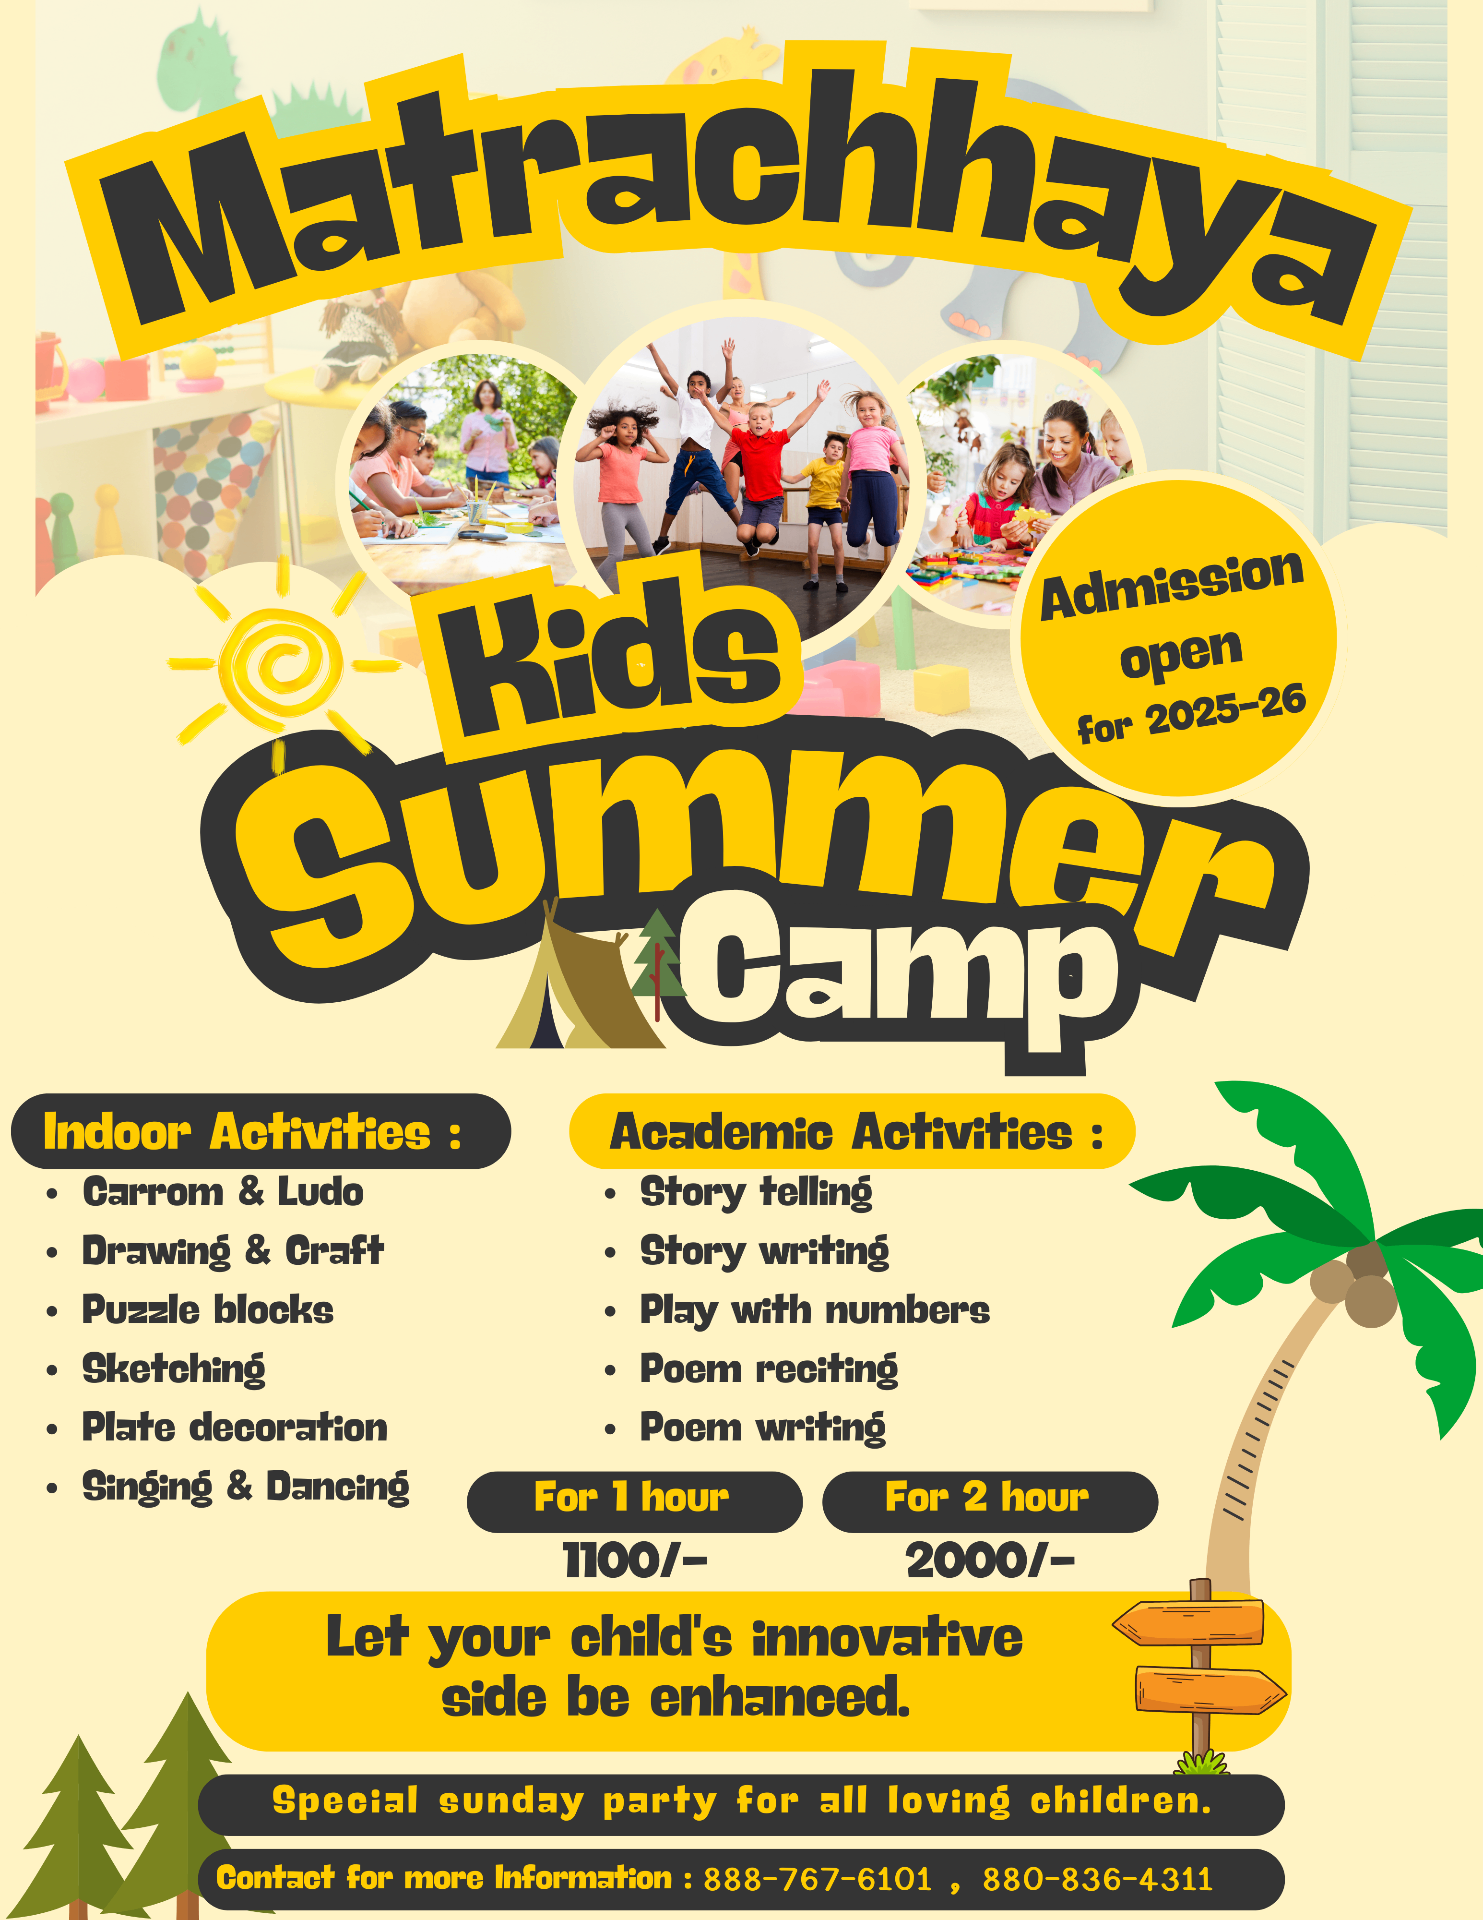 Matrachhaya
Kids
Summer
Camp
Admission
open
for 2025-26
Indoor Activities :
• Carrom & Ludo
• Drawing & Craft
• Puzzle blocks
• Sketching
• Plate decoration
• Singing & Dancing
Academic Activities :
• Story telling
• Story writing
• Play with numbers
• Poem reciting
• Poem writing
For 1 hour
1100/-
For 2 hour
2000/-
Let your child's innovative
side be enhanced.
Special sunday party for all loving children.
Contact for more Information : 888-767-6101 , 880-836-4311